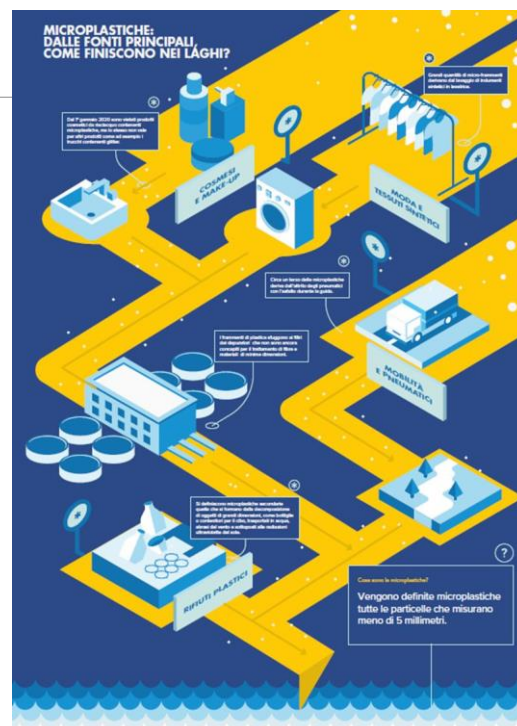 MICROPLASTICHE:
DALLE FONTI PRINCIPALI,
COME FINISCONO NEI LAGHI?
Dal 1° gennaio 2020 sono vietati prodotti
cosmetici da risciacquo contenenti
microplastiche, ma lo stesso non vale
per altri prodotti come ad esempio i
trucchi contenenti glitter.
Grandi quantità di micro-frammenti
derivano dal lavaggio di indumenti
sintetici in lavatrice.
COSMESI
E MAKE-UP
MODA E
TESSUTI SINTETICI
Circa un terzo delle microplastiche
deriva dall'attrito degli pneumatici
con l'asfalto durante la guida.
MOBILITÀ
E PNEUMATICI
I frammenti di plastica sfuggono ai filtri
dei depuratori che non sono ancora
concepiti per il trattamento di fibre e
materiali di minime dimensioni.
Si definiscono microplastiche secondarie
quelle che si formano dalla decomposizione
di oggetti di grandi dimensioni, come bottiglie
o contenitori per il cibo, trasportati in acqua,
erosi dal vento e sottoposti alle radiazioni
ultraviolette del sole.
RIFIUTI PLASTICI
?
Cosa sono le microplastiche?
Vengono definite microplastiche
tutte le particelle che misurano
meno di 5 millimetri.